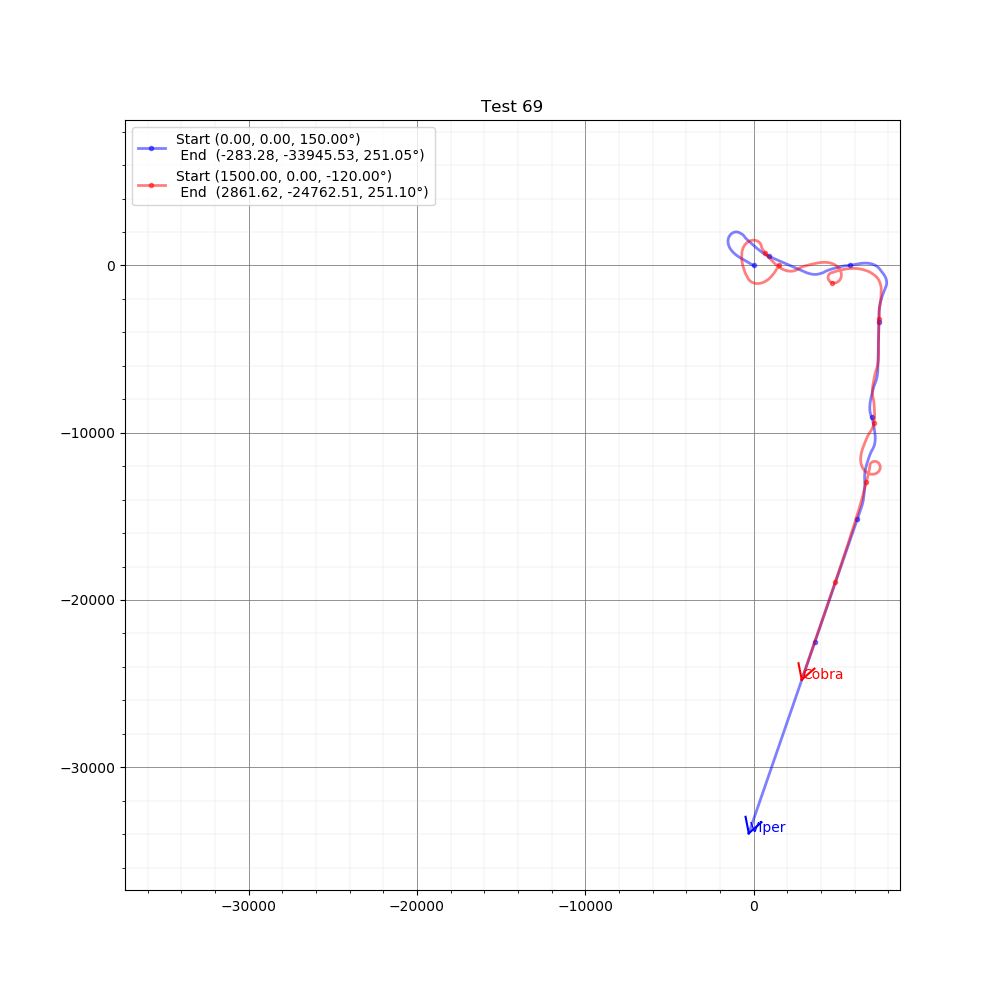 Test 69
Start (0.00, 0.00, 150.00°)
End (-283.28, -33945.53, 251.05°)
Start (1500.00, 0.00, -120.00°)
End (2861.62, -24762.51, 251.10°)
0
−10000
−20000
−30000
Cobra
Viper
−30000
−20000
−10000
0